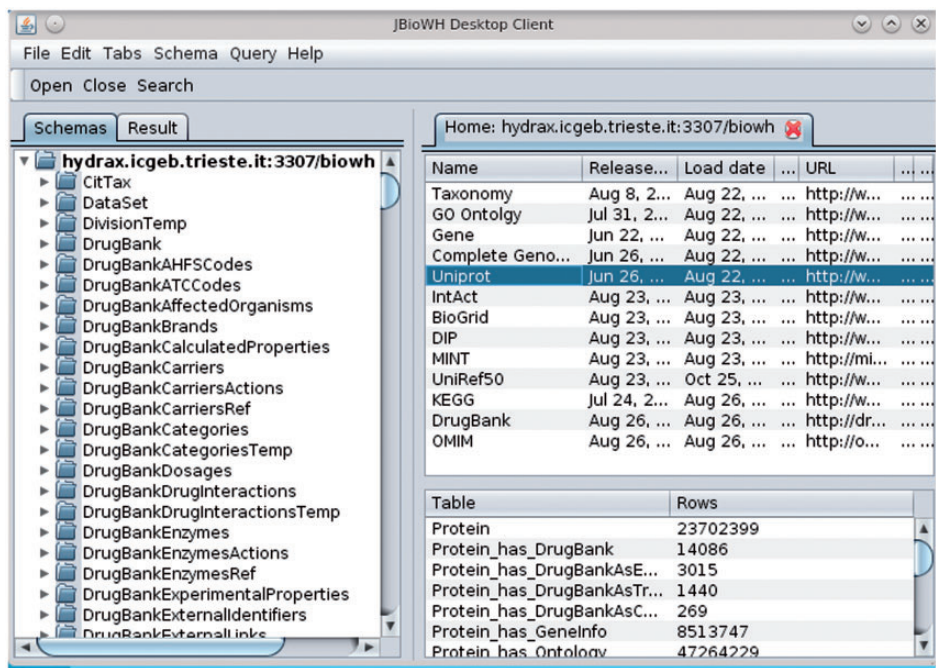 JBioWH Desktop Client
File Edit Tabs Schema Query Help
Open Close Search
Schemas Result
hydrax.icgeb.trieste.it:3307/biowh
CitTax
DataSet
DivisionTemp
DrugBank
DrugBankAHFSCodes
DrugBankATCCodes
DrugBankAffectedOrganisms
DrugBankBrands
DrugBankCalculatedProperties
DrugBankCarriers
DrugBankCarriersActions
DrugBankCarriersRef
DrugBankCategories
DrugBankCategoriesTemp
DrugBankDosages
DrugBankDrugInteractions
DrugBankDrugInteractionsTemp
DrugBankEnzymes
DrugBankEnzymesActions
DrugBankEnzymesRef
DrugBankExperimentalProperties
DrugBankExternalIdentifiers
DrugBankExternalLinks
Home: hydrax.icgeb.trieste.it:3307/biowh
Name Release... Load date ... URL ... ...
Taxonomy Aug 8, 2... Aug 22, ... ... http://w... ... ...
GO Ontolgy Jul 31, 2... Aug 22, ... ... http://w... ... ...
Gene Jun 22, ... Aug 22, ... ... http://w... ... ...
Complete Geno... Jun 26, ... Aug 22, ... ... http://w... ... ...
Uniprot Jun 26, ... Aug 22, ... ... http://w... ... ...
IntAct Aug 23, ... Aug 23, ... ... http://w... ... ...
BioGrid Aug 23, ... Aug 23, ... ... http://w... ... ...
DIP Aug 23, ... Aug 23, ... ... http://w... ... ...
MINT Aug 23, ... Aug 23, ... ... http://mi... ... ...
UniRef50 Aug 23, ... Oct 25, ... ... http://w... ... ...
KEGG Jul 24, 2... Aug 26, ... ... http://w... ... ...
DrugBank Aug 26, ... Aug 26, ... ... http://dr... ... ...
OMIM Aug 26, ... Aug 26, ... ... http://o... ... ...
Table Rows
Protein 23702399
Protein_has_DrugBank 14086
Protein_has_DrugBankAsE... 3015
Protein_has_DrugBankAsTr... 1440
Protein_has_DrugBankAsC... 269
Protein_has_GeneInfo 8513747
Protein_has_Ontology 47264229